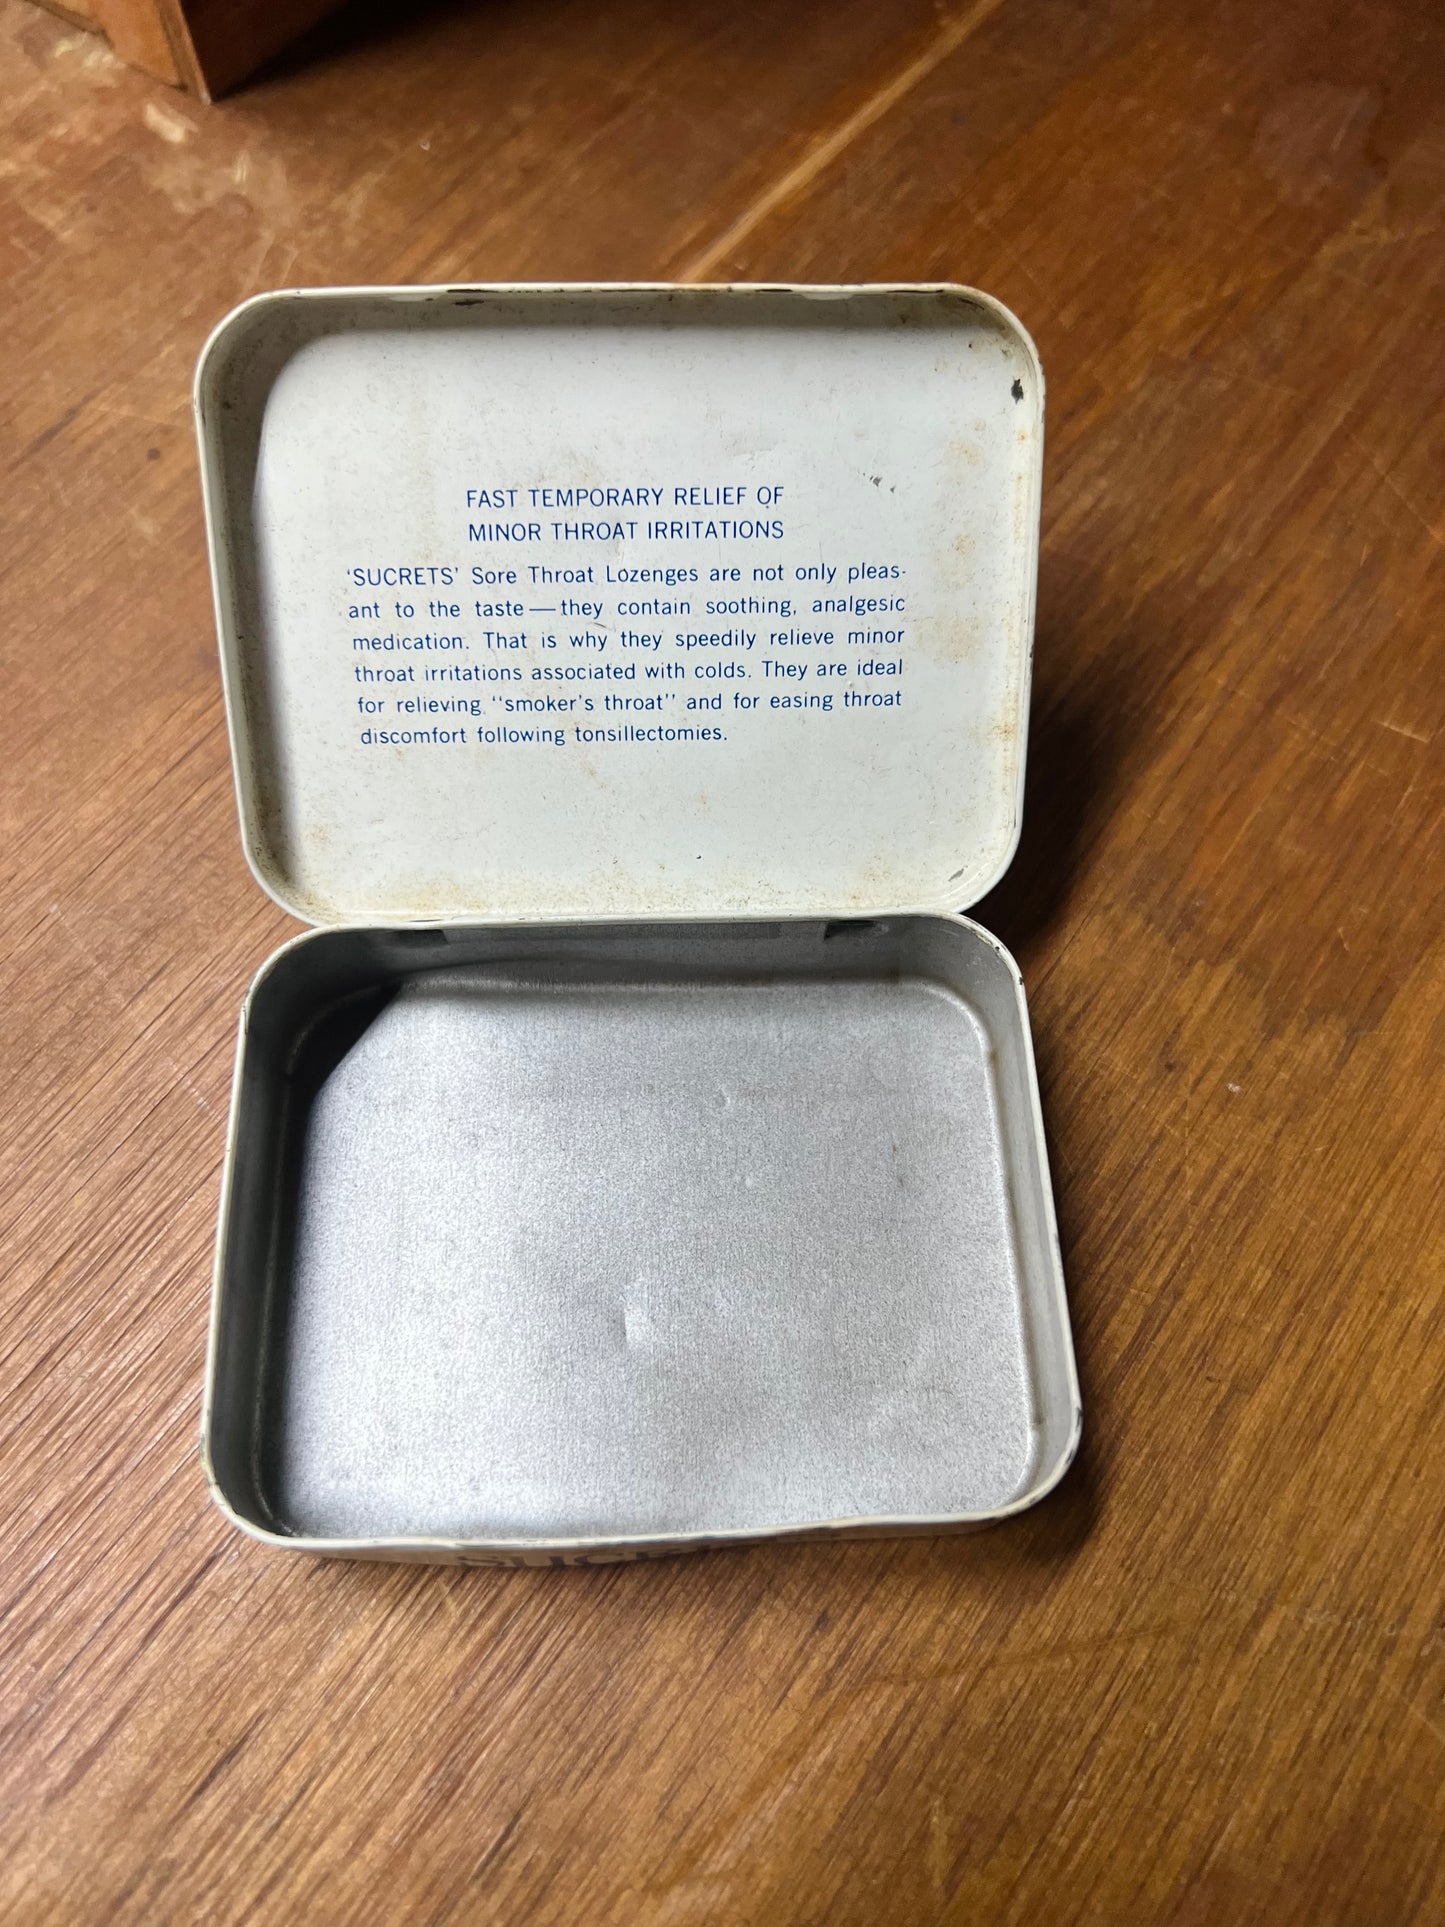 FAST TEMPORARY RELIEF OF
MINOR THROAT IRRITATIONS
'SUCRETS' Sore Throat Lozenges are not only pleas-
ant to the taste — they contain soothing, analgesic
medication. That is why they speedily relieve minor
throat irritations associated with colds. They are ideal
for relieving "smoker's throat" and for easing throat
discomfort following tonsillectomies.